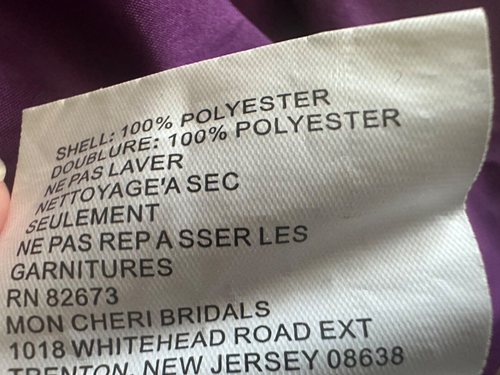 SHELL: 100% POLYESTER
DOUBLURE: 100% POLYESTER
NE PAS LAVER
NETTOYAGE'A SEC
SEULEMENT
NE PAS REP A SSER LES
GARNITURES
RN 82673
MON CHERI BRIDALS
1018 WHITEHEAD ROAD EXT
TRENTON, NEW JERSEY 08638